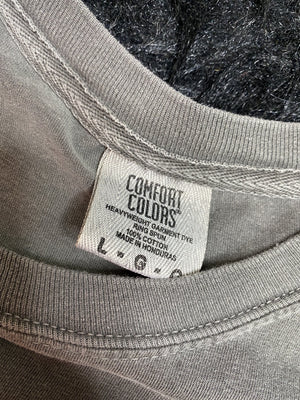 COMFORT
COLORS®
HEAVYWEIGHT GARMENT DYE
RING SPUN
100% COTTON
MADE IN HONDURAS
L - G - G